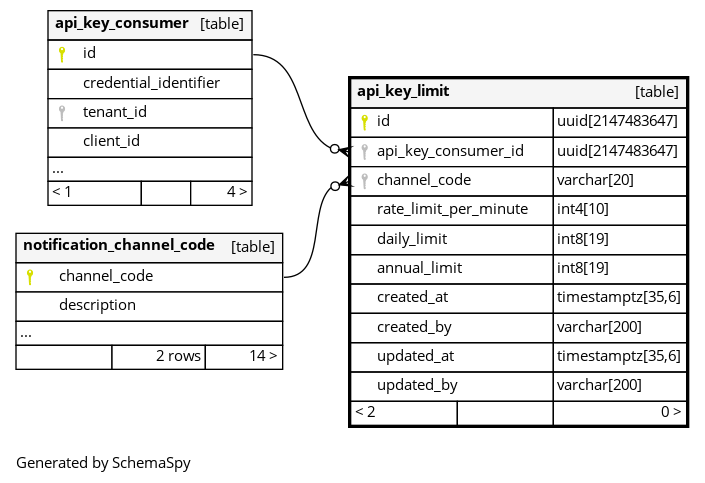 api_key_consumer [table]
id
credential_identifier
tenant_id
client_id
...
< 1 4 >
notification_channel_code [table]
channel_code
description
...
2 rows 14 >
api_key_limit [table]
id uuid[2147483647]
api_key_consumer_id uuid[2147483647]
channel_code varchar[20]
rate_limit_per_minute int4[10]
daily_limit int8[19]
annual_limit int8[19]
created_at timestamptz[35,6]
created_by varchar[200]
updated_at timestamptz[35,6]
updated_by varchar[200]
< 2 0 >
Generated by SchemaSpy